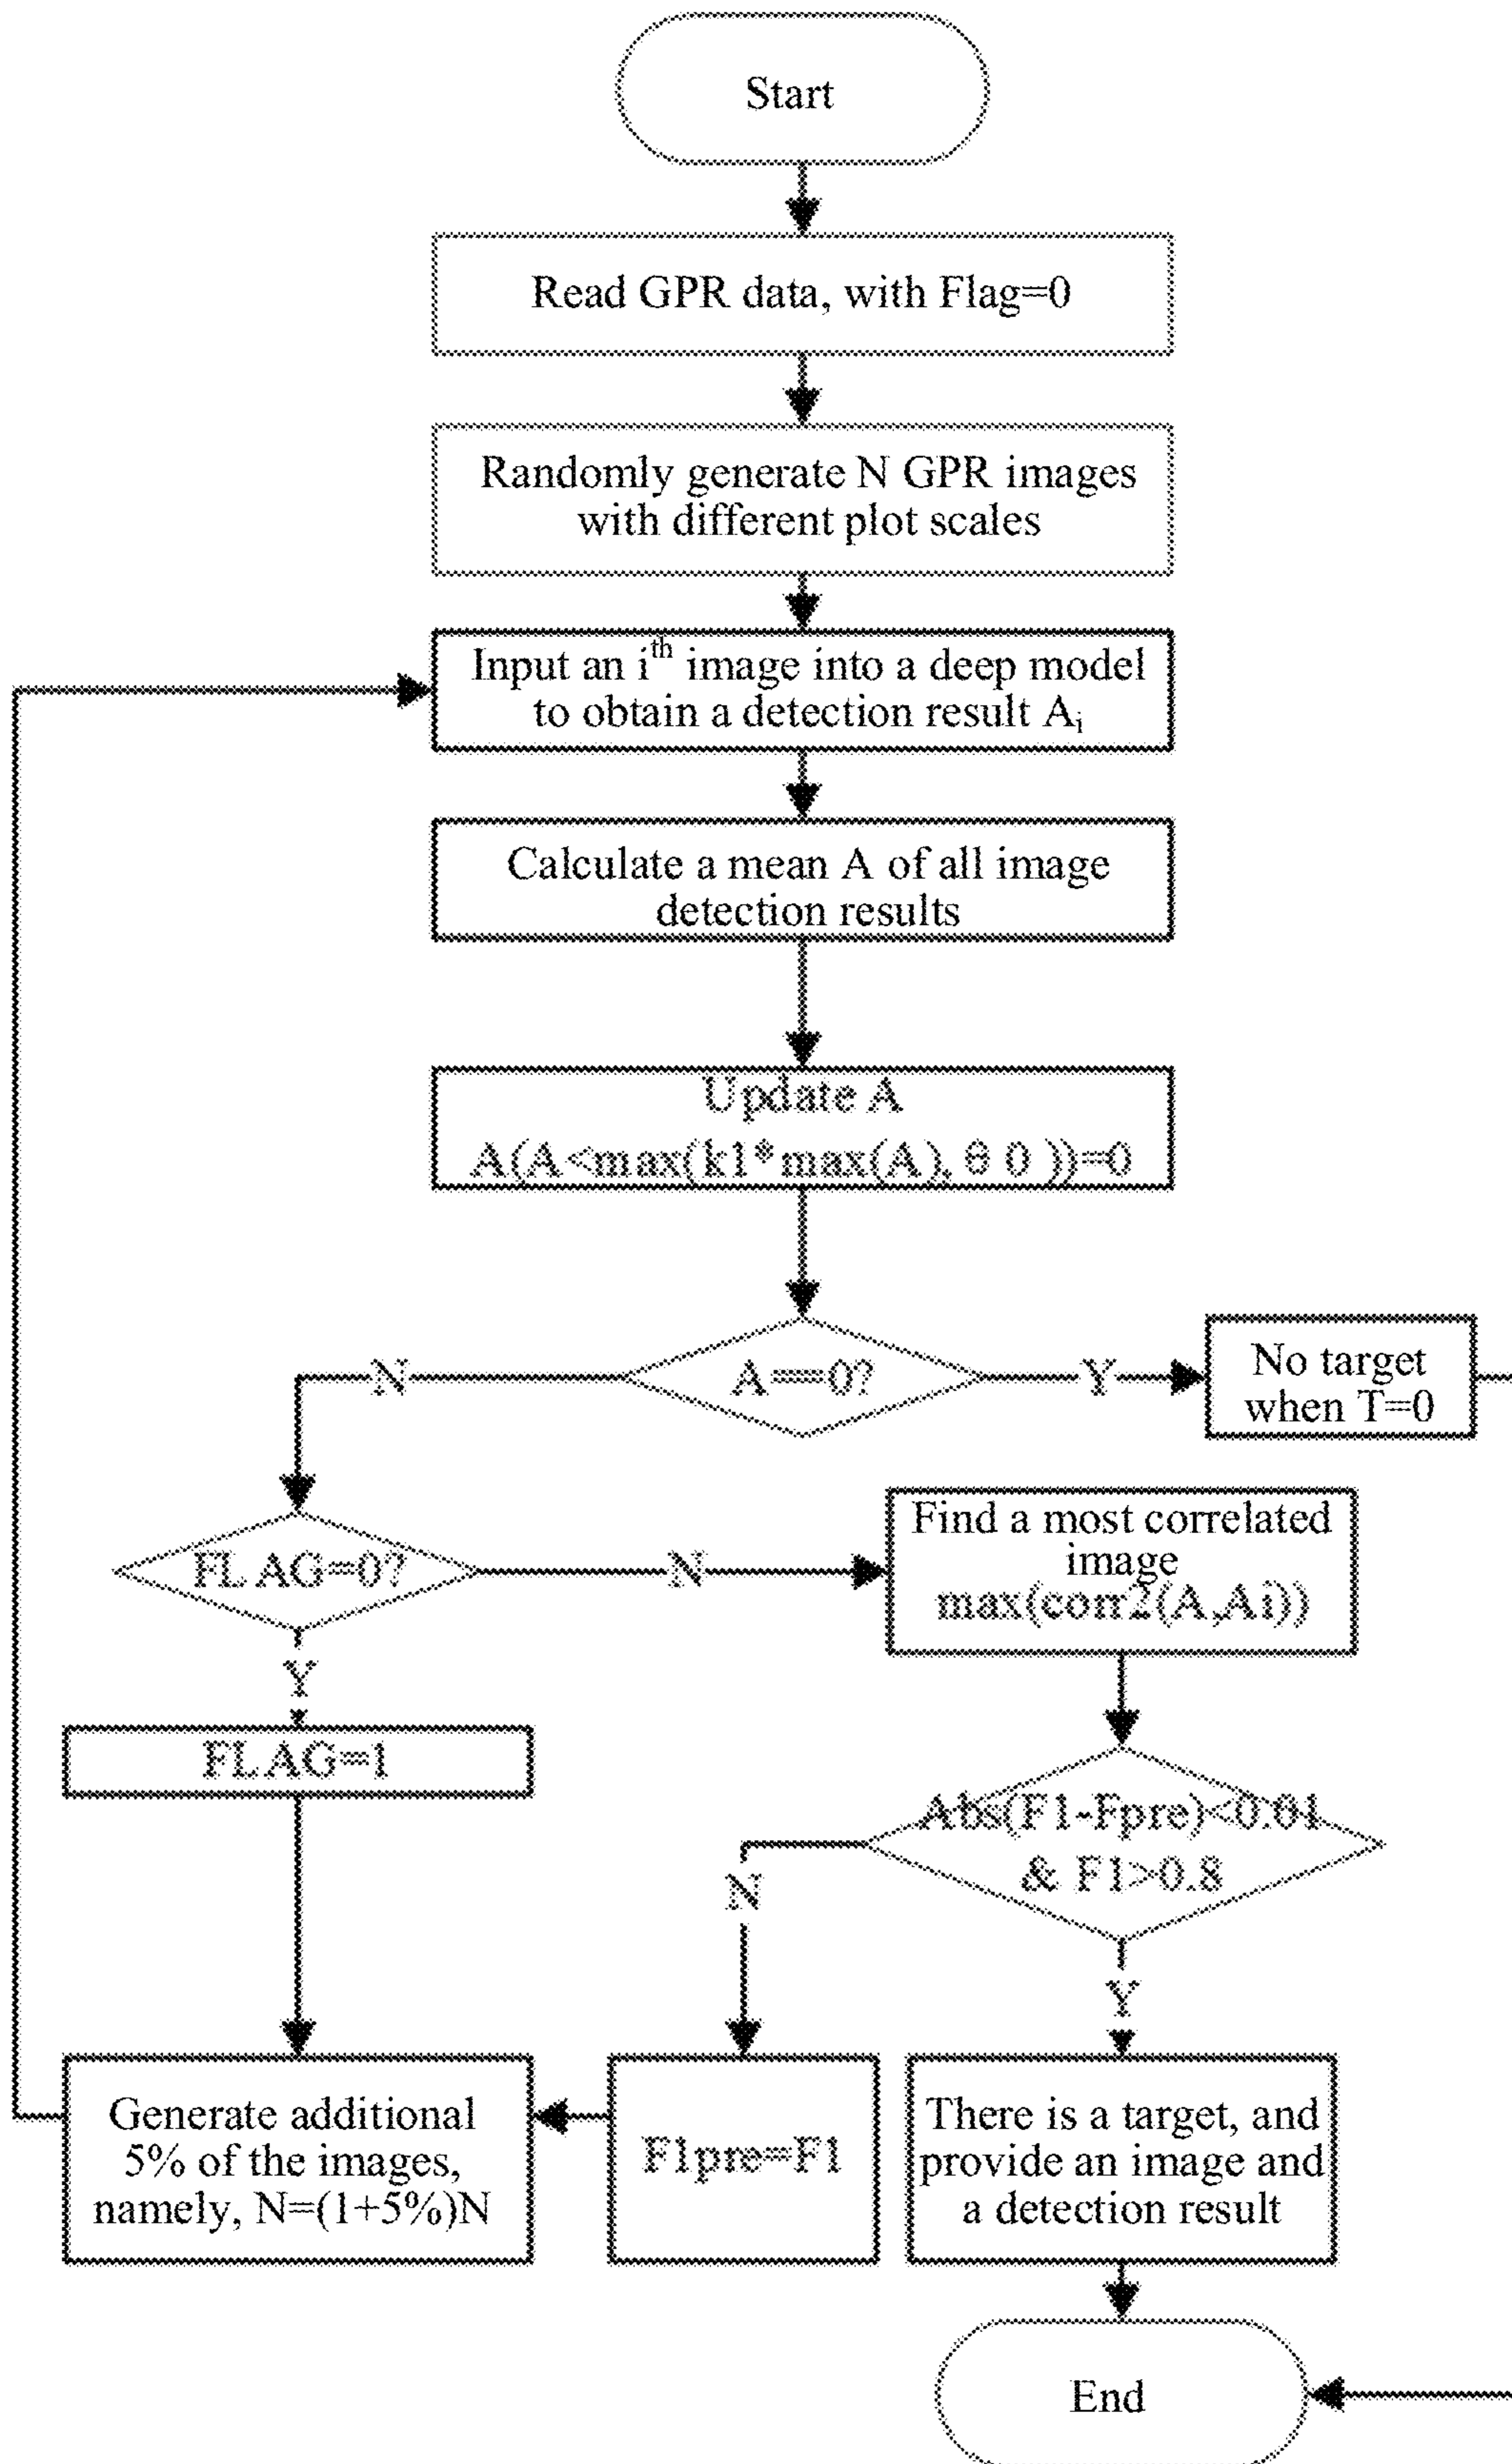 Start
Read GPR data, with Flag=0
Randomly generate N GPR images
with different plot scales
Input an iᵗʰ image into a deep model
to obtain a detection result Aᵢ
Calculate a mean A of all image
detection results
Update A
A(A<max(k1*max(A), θ 0 ))=0
A==0?
N
Y
No target
when T=0
FLAG=0?
N
Find a most correlated
image
max(corr2(A,Ai))
Y
FLAG=1
Abs(F1-Fpre)<0.01
& F1>0.8
N
Y
Generate additional
5% of the images,
namely, N=(1+5%)N
F1pre=F1
There is a target, and
provide an image and
a detection result
End